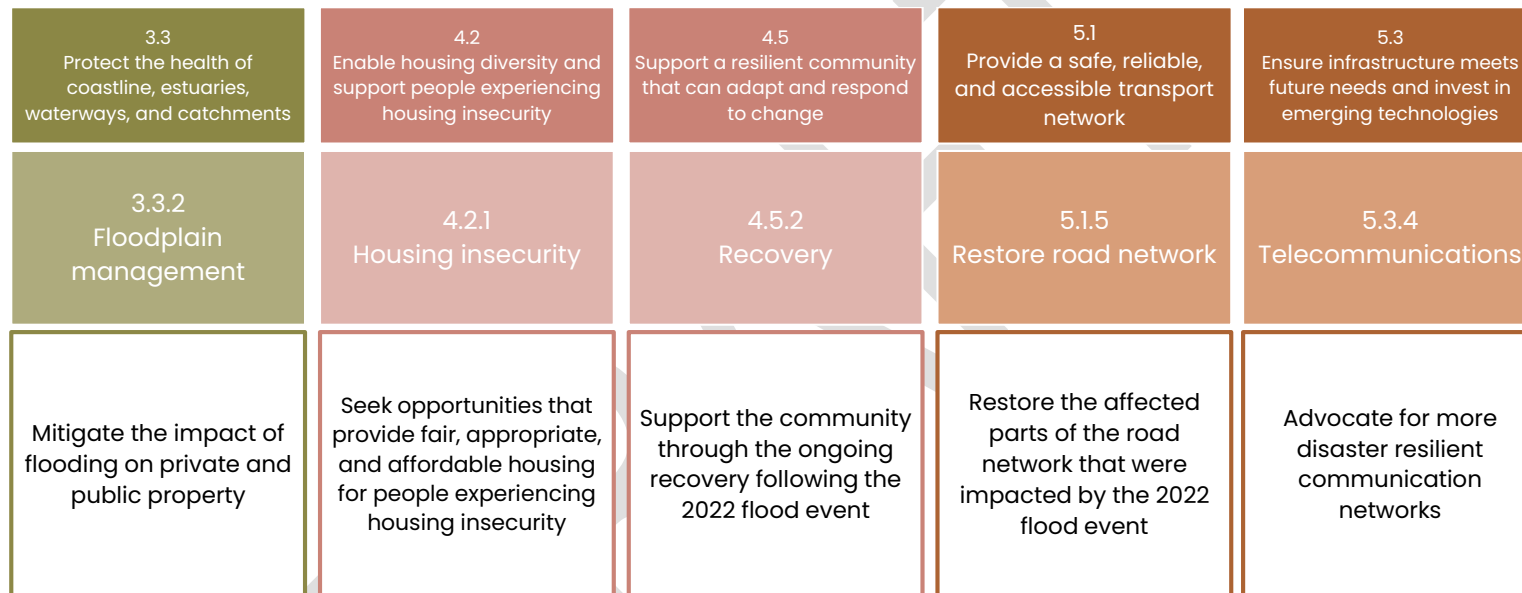 3.3
Protect the health of
coastline, estuaries,
waterways, and catchments
4.2
Enable housing diversity and
support people experiencing
housing insecurity
4.5
Support a resilient community
that can adapt and respond
to change
5.1
Provide a safe, reliable,
and accessible transport
network
5.3
Ensure infrastructure meets
future needs and invest in
emerging technologies
3.3.2
Floodplain
management
4.2.1
Housing insecurity
4.5.2
Recovery
5.1.5
Restore road network
5.3.4
Telecommunications
Mitigate the impact of
flooding on private and
public property
Seek opportunities that
provide fair, appropriate,
and affordable housing
for people experiencing
housing insecurity
Support the community
through the ongoing
recovery following the
2022 flood event
Restore the affected
parts of the road
network that were
impacted by the 2022
flood event
Advocate for more
disaster resilient
communication
networks